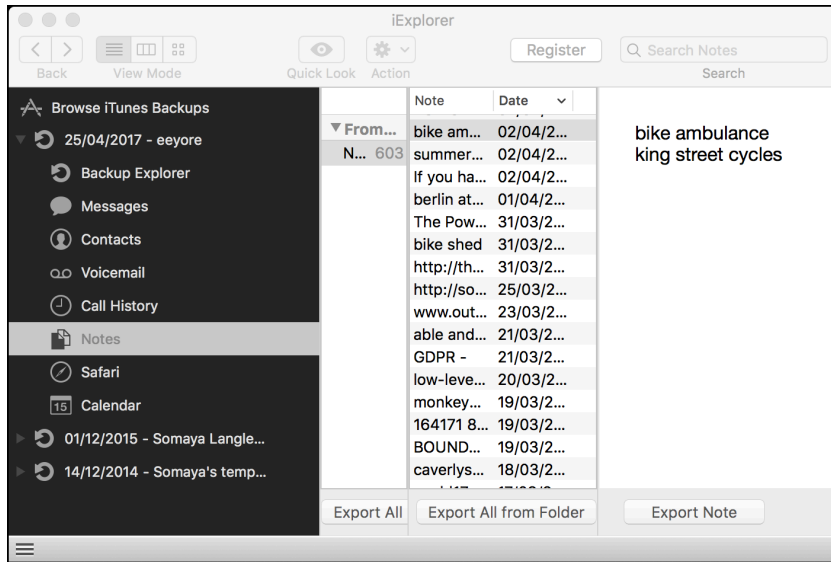 iExplorer
Register
Search Notes
Back
View Mode
Quick Look
Action
Search
Browse iTunes Backups
25/04/2017 - eeyore
Backup Explorer
Messages
Contacts
Voicemail
Call History
Notes
Safari
15 Calendar
01/12/2015 - Somaya Langle...
14/12/2014 - Somaya's temp...
From...
N... 603
Export All
Note Date
bike am... 02/04/2...
summer... 02/04/2...
If you ha... 02/04/2...
berlin at... 01/04/2...
The Pow... 31/03/2...
bike shed 31/03/2...
http://th... 31/03/2...
http://so... 25/03/2...
www.out... 23/03/2...
able and... 21/03/2...
GDPR - 21/03/2...
low-leve... 20/03/2...
monkey... 19/03/2...
164171 8... 19/03/2...
BOUND... 19/03/2...
caverlys... 18/03/2...
Export All from Folder
bike ambulance
king street cycles
Export Note